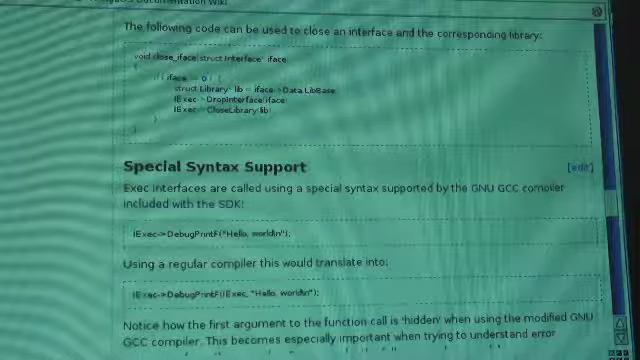 Documentation Wiki
The following code can be used to close an interface and the corresponding library:
void close_iface(struct Interface* iface)
{
if( iface != 0 ) {
struct Library* lib = iface->Data.LibBase;
IExec->DropInterface(iface);
IExec->CloseLibrary(lib);
}
}
Special Syntax Support
[edit]
Exec interfaces are called using a special syntax supported by the GNU GCC compiler
included with the SDK:
IExec->DebugPrintF("Hello, world\n");
Using a regular compiler this would translate into:
IExec->DebugPrintF(IExec, "Hello, world\n");
Notice how the first argument to the function call is 'hidden' when using the modified GNU
GCC compiler. This becomes especially important when trying to understand error